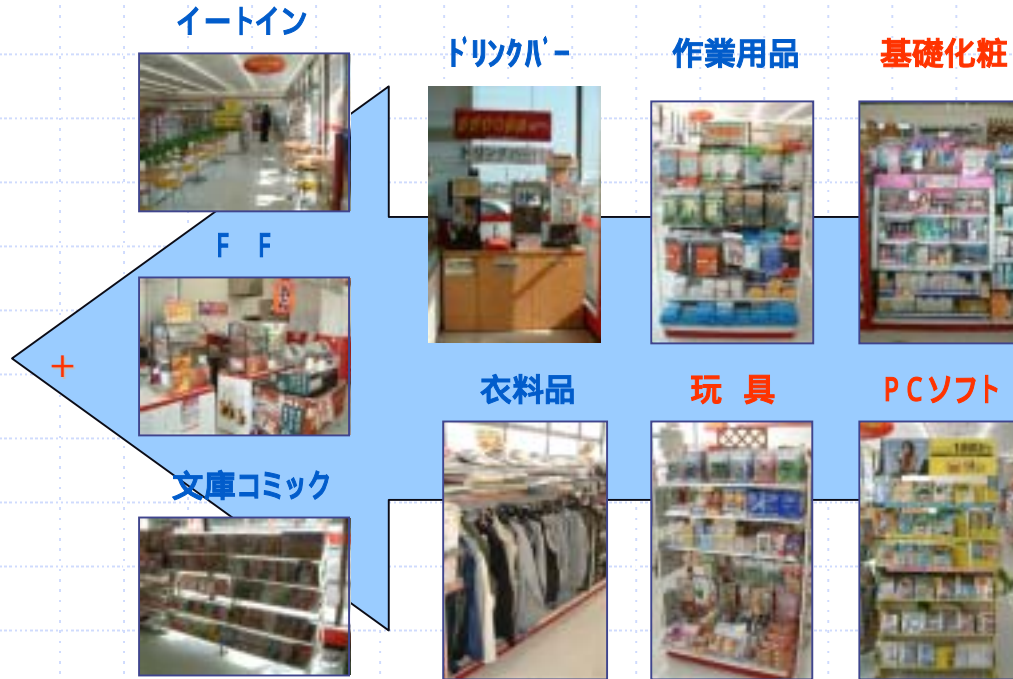 イートイン
ﾄﾞﾘﾝｸﾊﾞｰ
作業用品
基礎化粧
Ｆ　Ｆ
＋
衣料品
玩　具
ＰＣソフト
文庫コミック